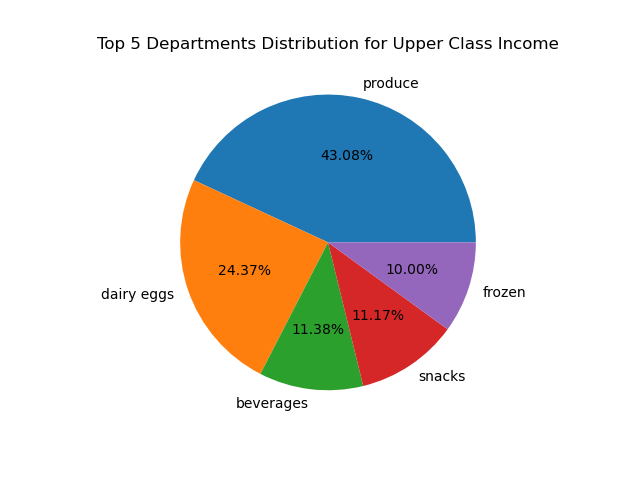 Top 5 Departments Distribution for Upper Class Income
produce
43.08%
24.37%
dairy eggs
11.38%
beverages
11.17%
snacks
10.00%
frozen